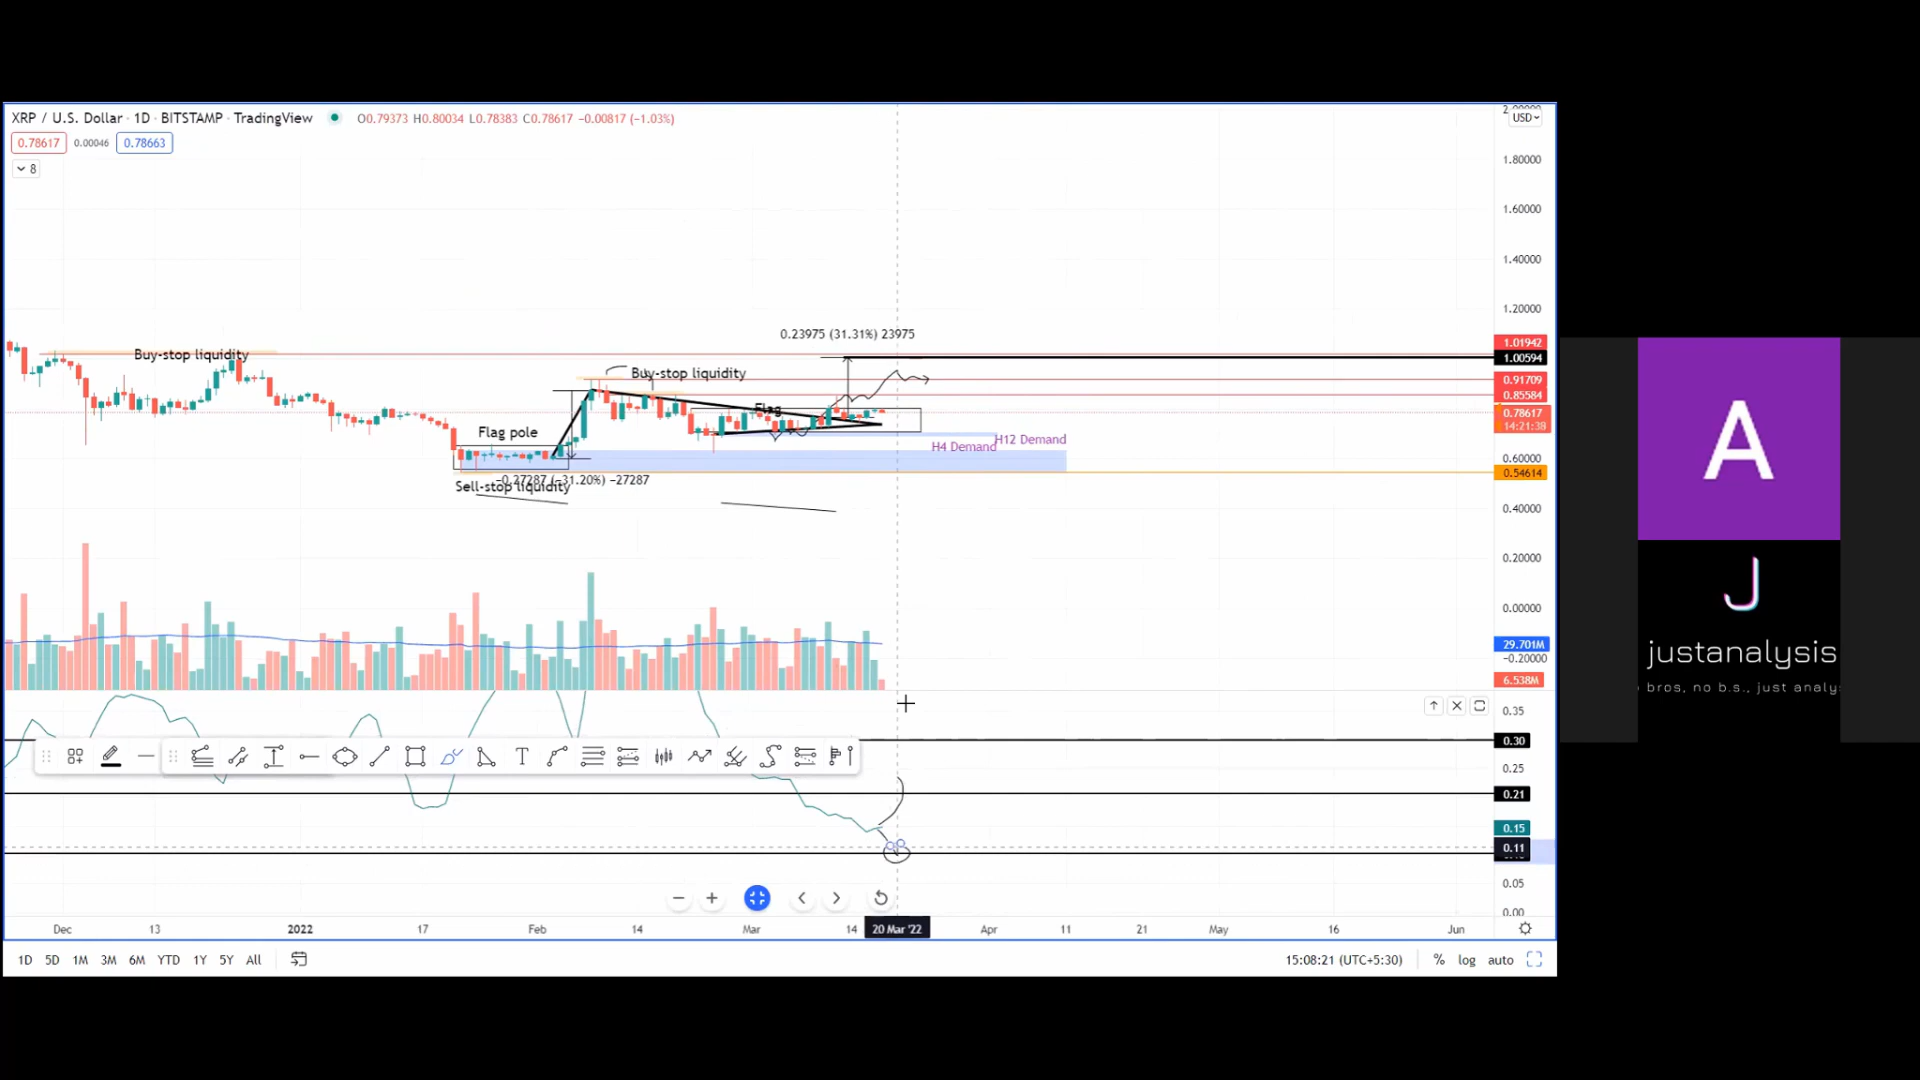 XRP / U.S. Dollar · 1D · BITSTAMP · TradingView O0.79373 H0.80034 L0.78383 C0.78617 −0.00817 (−1.03%)
0.78617 0.00046 0.78663
8
USD
1.80000
1.60000
1.40000
1.20000
0.23975 (31.31%) 23975
1.01942
Buy-stop liquidity
1.00594
Buy-stop liquidity
0.91709
0.85584
Flag
0.78617
14:21:38
Flag pole
H12 Demand
H4 Demand
0.60000
0.54614
−0.27287 (−31.20%) −27287
Sell-stop liquidity
0.40000
0.20000
0.00000
29.701M
−0.20000
6.538M
0.35
0.30
0.25
0.21
0.15
0.11
0.05
0.00
Dec 13 2022 17 Feb 14 Mar 14 20 Mar '22 Apr 11 21 May 16 Jun
1D 5D 1M 3M 6M YTD 1Y 5Y All
15:08:21 (UTC+5:30) % log auto
A
J
justanalysis
bros, no b.s., just